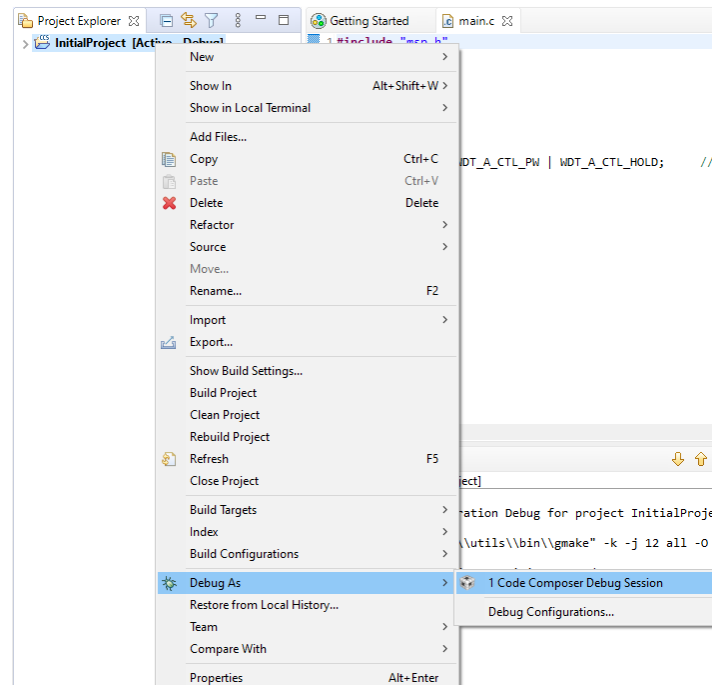 Project Explorer
Getting Started
main.c
InitialProject [Active - Debug]
1 #include "msp.h"
New
Show In Alt+Shift+W >
Show in Local Terminal
Add Files...
Copy Ctrl+C
WDT_A_CTL_PW | WDT_A_CTL_HOLD; //
Paste Ctrl+V
Delete Delete
Refactor
Source
Move...
Rename... F2
Import
Export...
Show Build Settings...
Build Project
Clean Project
Rebuild Project
Refresh F5
Close Project
ject]
Build Targets
ration Debug for project InitialProje
Index
Build Configurations
\\utils\\bin\\gmake" -k -j 12 all -O
Debug As
1 Code Composer Debug Session
Restore from Local History...
Debug Configurations...
Team
Compare With
Properties Alt+Enter